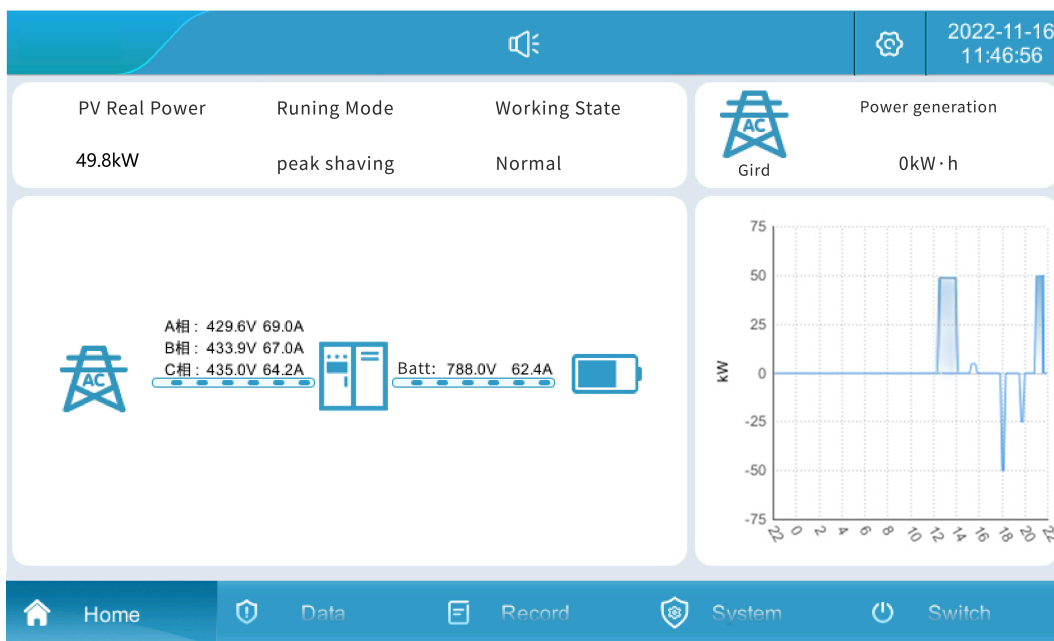 2022-11-16
11:46:56
PV Real Power
Runing Mode
Working State
49.8kW
peak shaving
Normal
AC
Gird
Power generation
0kW·h
A相: 429.6V 69.0A
B相: 433.9V 67.0A
C相: 435.0V 64.2A
AC
Batt: 788.0V 62.4A
kW
75
50
25
0
-25
-50
-75
22 0 2 4 6 8 10 12 14 16 18 20 22
Home
Data
Record
System
Switch